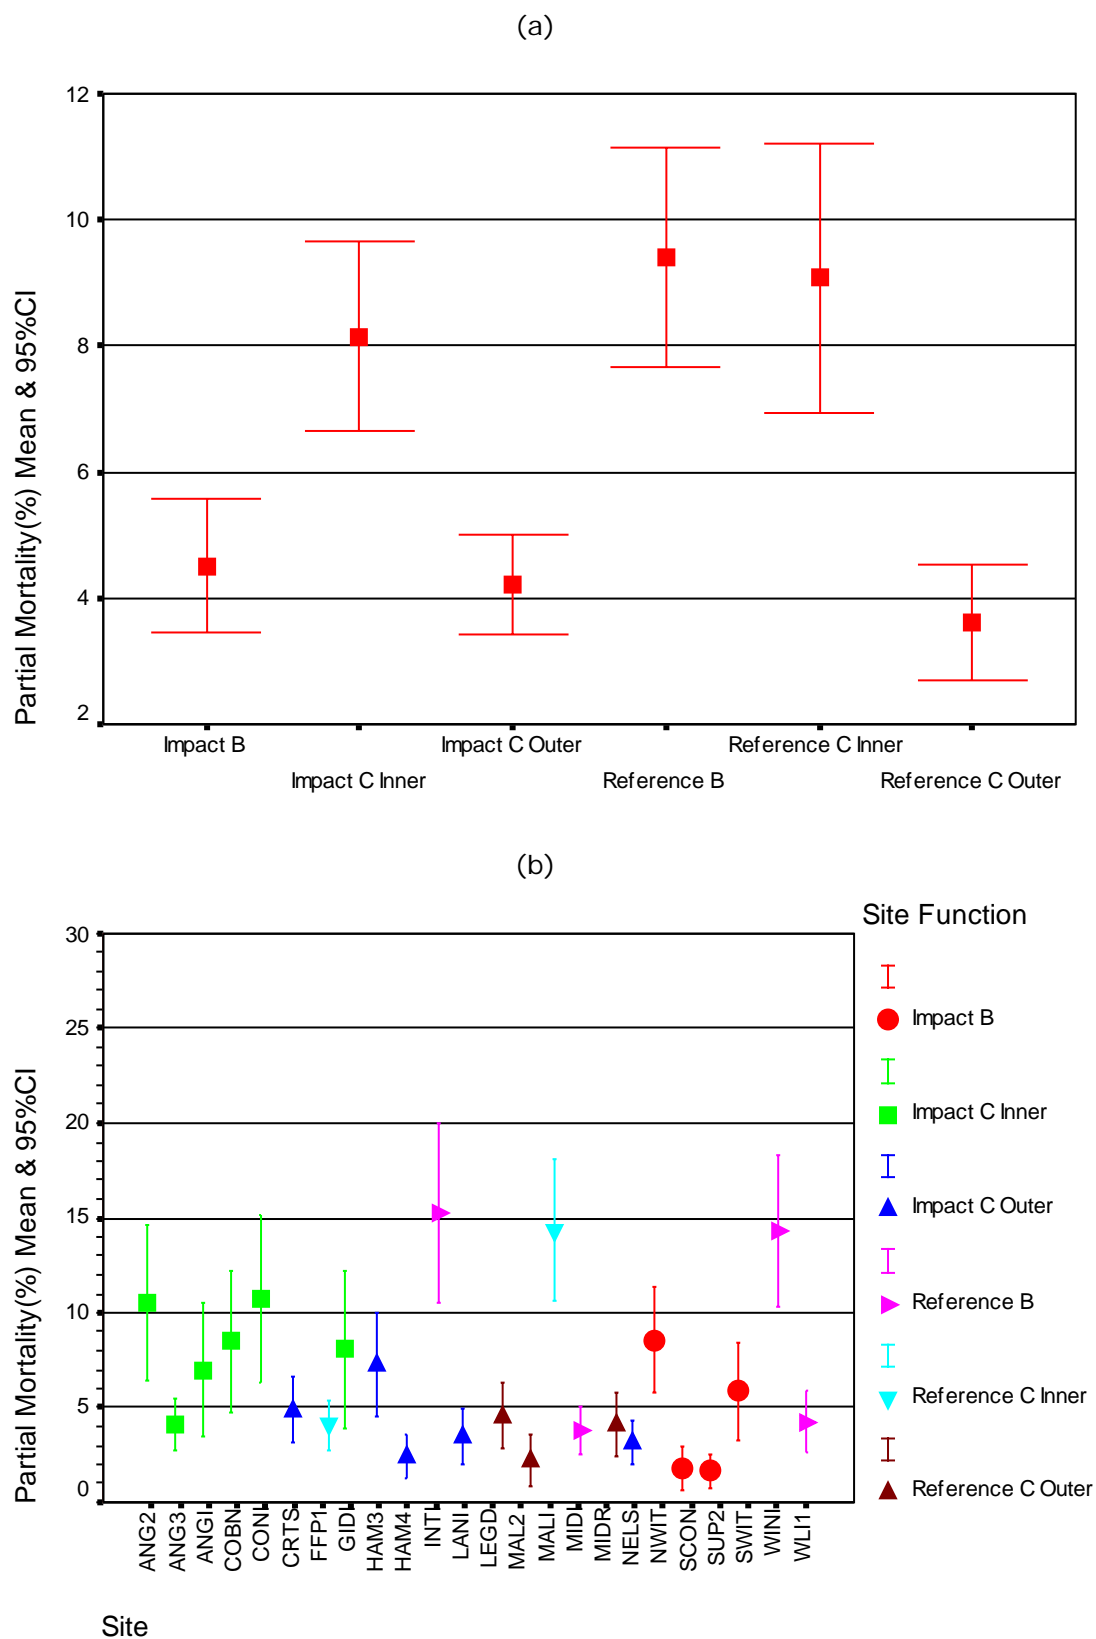 (a)
Partial Mortality(%) Mean & 95%CI
12
10
8
6
4
2
Impact B
Impact C Outer
Reference C Inner
Impact C Inner
Reference B
Reference C Outer
(b)
Partial Mortality(%) Mean & 95%CI
30
25
20
15
10
5
0
ANG2
ANG3
ANGI
COBN
CONI
CRTS
FFP1
GIDI
HAM3
HAM4
INTI
LANI
LEGD
MAL2
MALI
MIDI
MIDR
NELS
NWIT
SCON
SUP2
SWIT
WINI
WLI1
Site
Site Function
Impact B
Impact C Inner
Impact C Outer
Reference B
Reference C Inner
Reference C Outer